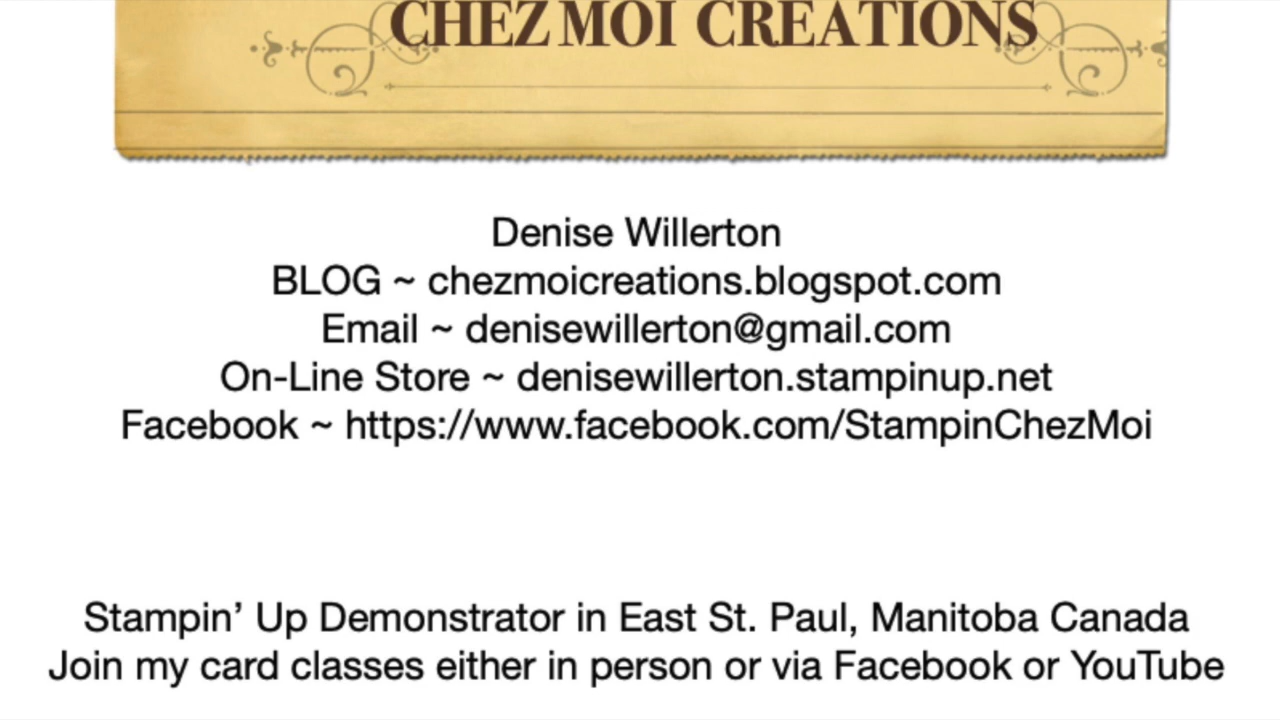 CHEZ MOI CREATIONS
Denise Willerton
BLOG ~ chezmoicreations.blogspot.com
Email ~ denisewillerton@gmail.com
On-Line Store ~ denisewillerton.stampinup.net
Facebook ~ https://www.facebook.com/StampinChezMoi
Stampin’ Up Demonstrator in East St. Paul, Manitoba Canada
Join my card classes either in person or via Facebook or YouTube